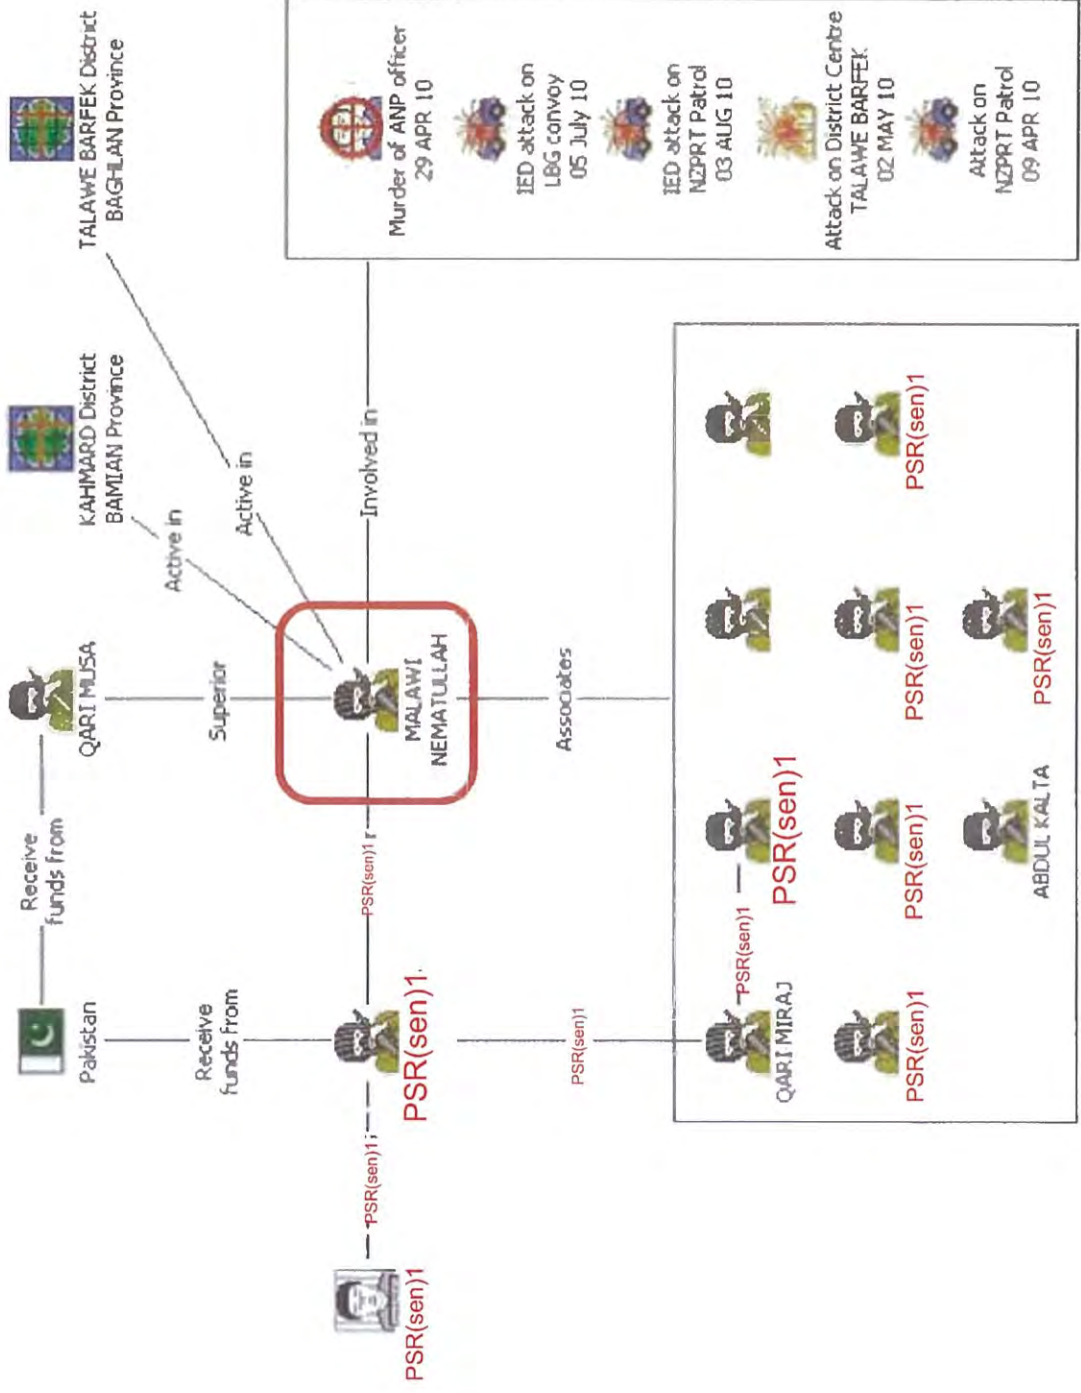 Receive
funds from
Pakistan
QARI MUSA
KAHMARD District
BAMIAN Province
TALAWE BARFEK District
BAGHLAN Province
Receive
funds from
Superior
Active in
Active in
PSR(sen)1
PSR(sen)1
PSR(sen)1
PSR(sen)1
MALAWI
NEMATULLAH
Involved in
Murder of ANP officer
29 APR 10
IED attack on
LBG convoy
05 July 10
IED attack on
NZPRT Patrol
03 AUG 10
Attack on District Centre
TALAWE BARFEK
02 MAY 10
Attack on
NZPRT Patrol
09 APR 10
PSR(sen)1
Associates
PSR(sen)1
QARI MIRAJ
PSR(sen)1
PSR(sen)1
PSR(sen)1
PSR(sen)1
PSR(sen)1
ABDUL KALTA
PSR(sen)1